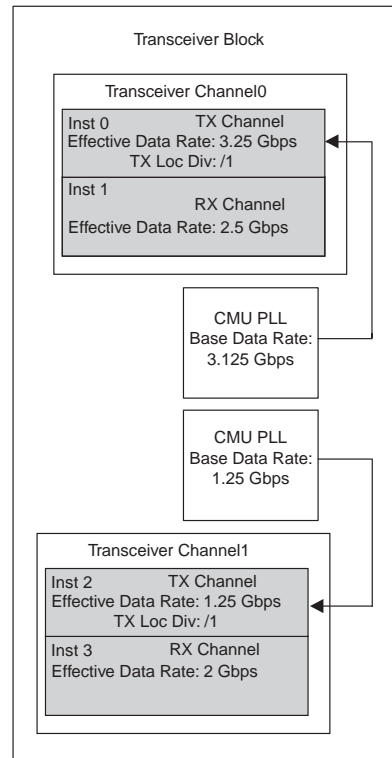 Transceiver Block
Transceiver Channel0
Inst 0 TX Channel
Effective Data Rate: 3.25 Gbps
TX Loc Div: /1
Inst 1
RX Channel
Effective Data Rate: 2.5 Gbps
CMU PLL
Base Data Rate:
3.125 Gbps
CMU PLL
Base Data Rate:
1.25 Gbps
Transceiver Channel1
Inst 2 TX Channel
Effective Data Rate: 1.25 Gbps
TX Loc Div: /1
Inst 3 RX Channel
Effective Data Rate: 2 Gbps